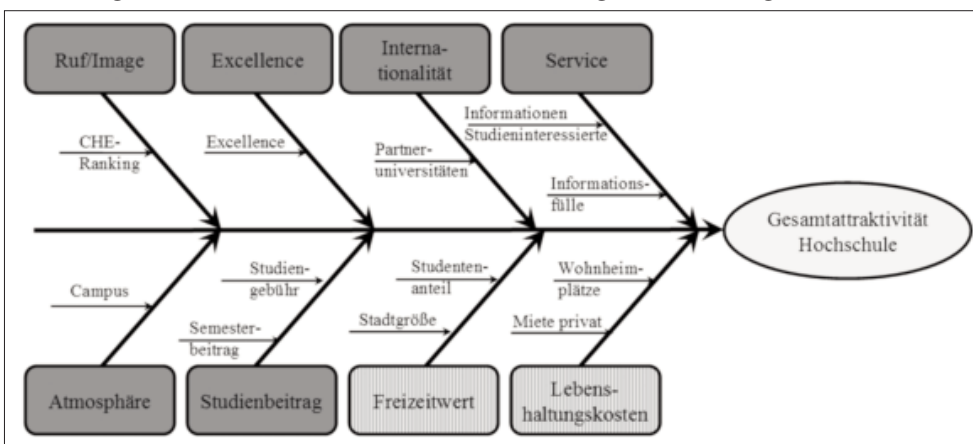 Ruf/Image
Excellence
Interna-
tionalität
Service
CHE-
Ranking
Excellence
Partner-
universitäten
Informationen
Studieninteressierte
Informations-
fülle
Gesamtattraktivität
Hochschule
Campus
Studien-
gebühr
Semester-
beitrag
Studenten-
anteil
Stadtgröße
Wohnheim-
plätze
Miete privat
Atmosphäre
Studienbeitrag
Freizeitwert
Lebens-
haltungskosten